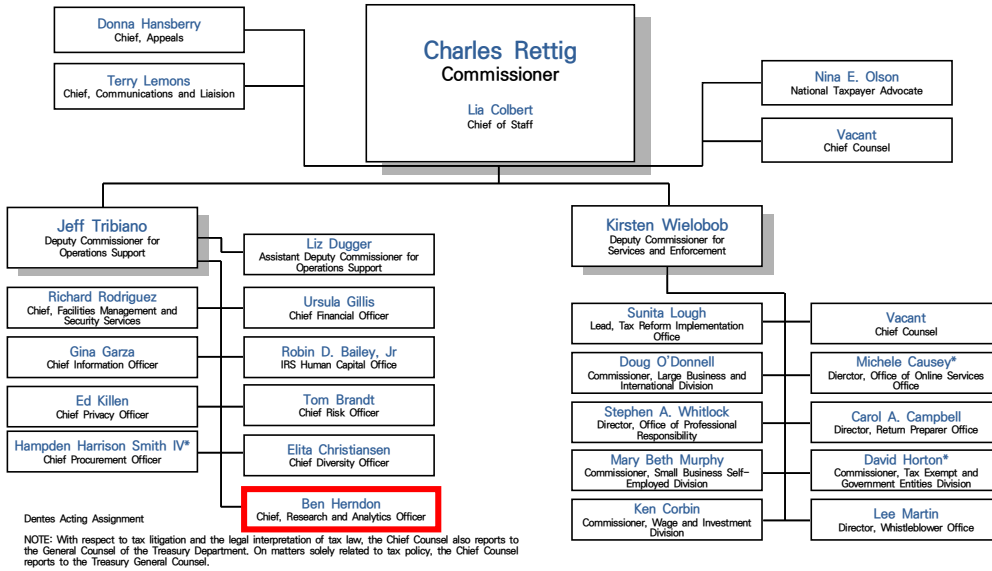 Donna Hansberry
Chief, Appeals
Terry Lemons
Chief, Communications and Liaision
Charles Rettig
Commissioner
Lia Colbert
Chief of Staff
Nina E. Olson
National Taxpayer Advocate
Vacant
Chief Counsel
Jeff Tribiano
Deputy Commissioner for
Operations Support
Liz Dugger
Assistant Deputy Commissioner for
Operations Support
Richard Rodriguez
Chief, Facilities Management and
Security Services
Ursula Gillis
Chief Financial Officer
Gina Garza
Chief Information Officer
Robin D. Bailey, Jr
IRS Human Capital Office
Ed Killen
Chief Privacy Officer
Tom Brandt
Chief Risk Officer
Hampden Harrison Smith IV*
Chief Procurement Officer
Elita Christiansen
Chief Diversity Officer
Ben Herndon
Chief, Research and Analytics Officer
Kirsten Wielobob
Deputy Commissioner for
Services and Enforcement
Sunita Lough
Lead, Tax Reform Implementation
Office
Vacant
Chief Counsel
Doug O'Donnell
Commissioner, Large Business and
International Division
Michele Causey*
Dierctor, Office of Online Services
Office
Stephen A. Whitlock
Director, Office of Professional
Responsibility
Carol A. Campbell
Director, Return Preparer Office
Mary Beth Murphy
Commissioner, Small Business Self-
Employed Division
David Horton*
Commissioner, Tax Exempt and
Government Entities Division
Ken Corbin
Commissioner, Wage and Investment
Division
Lee Martin
Director, Whistleblower Office
Dentes Acting Assignment
NOTE: With respect to tax litigation and the legal interpretation of tax law, the Chief Counsel also reports to
the General Counsel of the Treasury Department. On matters solely related to tax policy, the Chief Counsel
reports to the Treasury General Counsel.